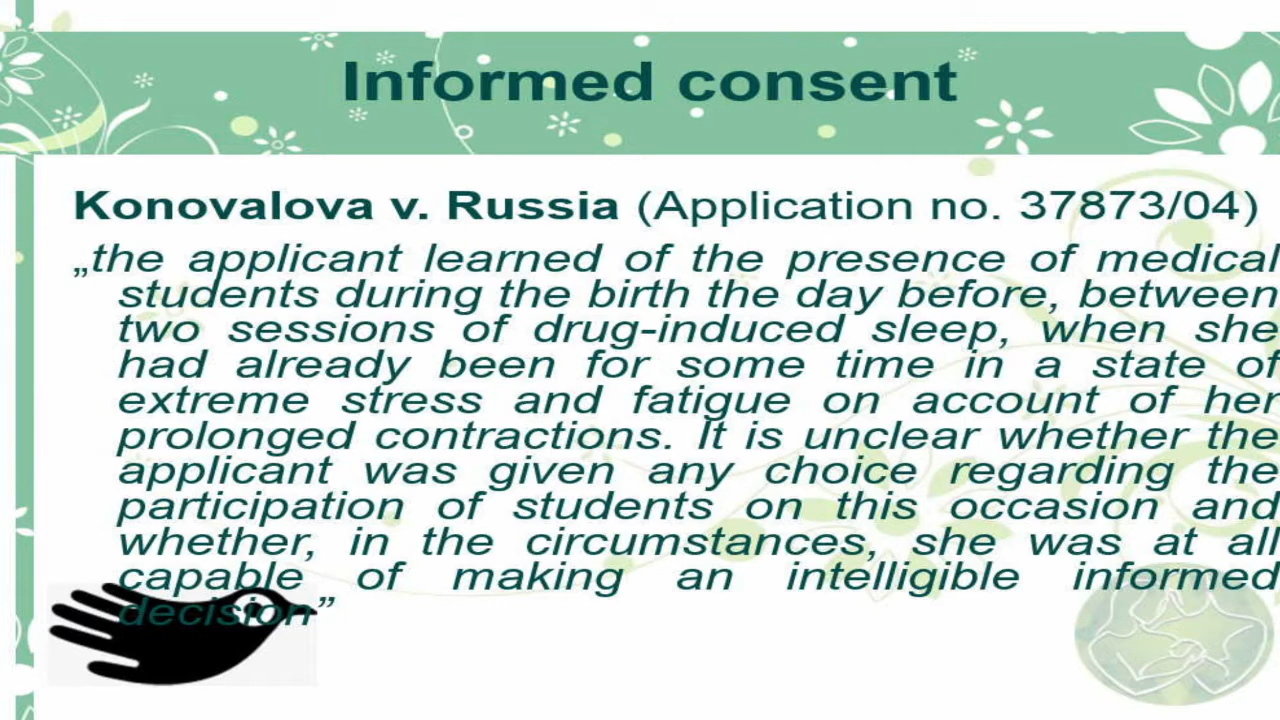 Informed consent
Konovalova v. Russia (Application no. 37873/04)
„the applicant learned of the presence of medical
students during the birth the day before, between
two sessions of drug-induced sleep, when she
had already been for some time in a state of
extreme stress and fatigue on account of her
prolonged contractions. It is unclear whether the
applicant was given any choice regarding the
participation of students on this occasion and
whether, in the circumstances, she was at all
capable of making an intelligible informed
decision”